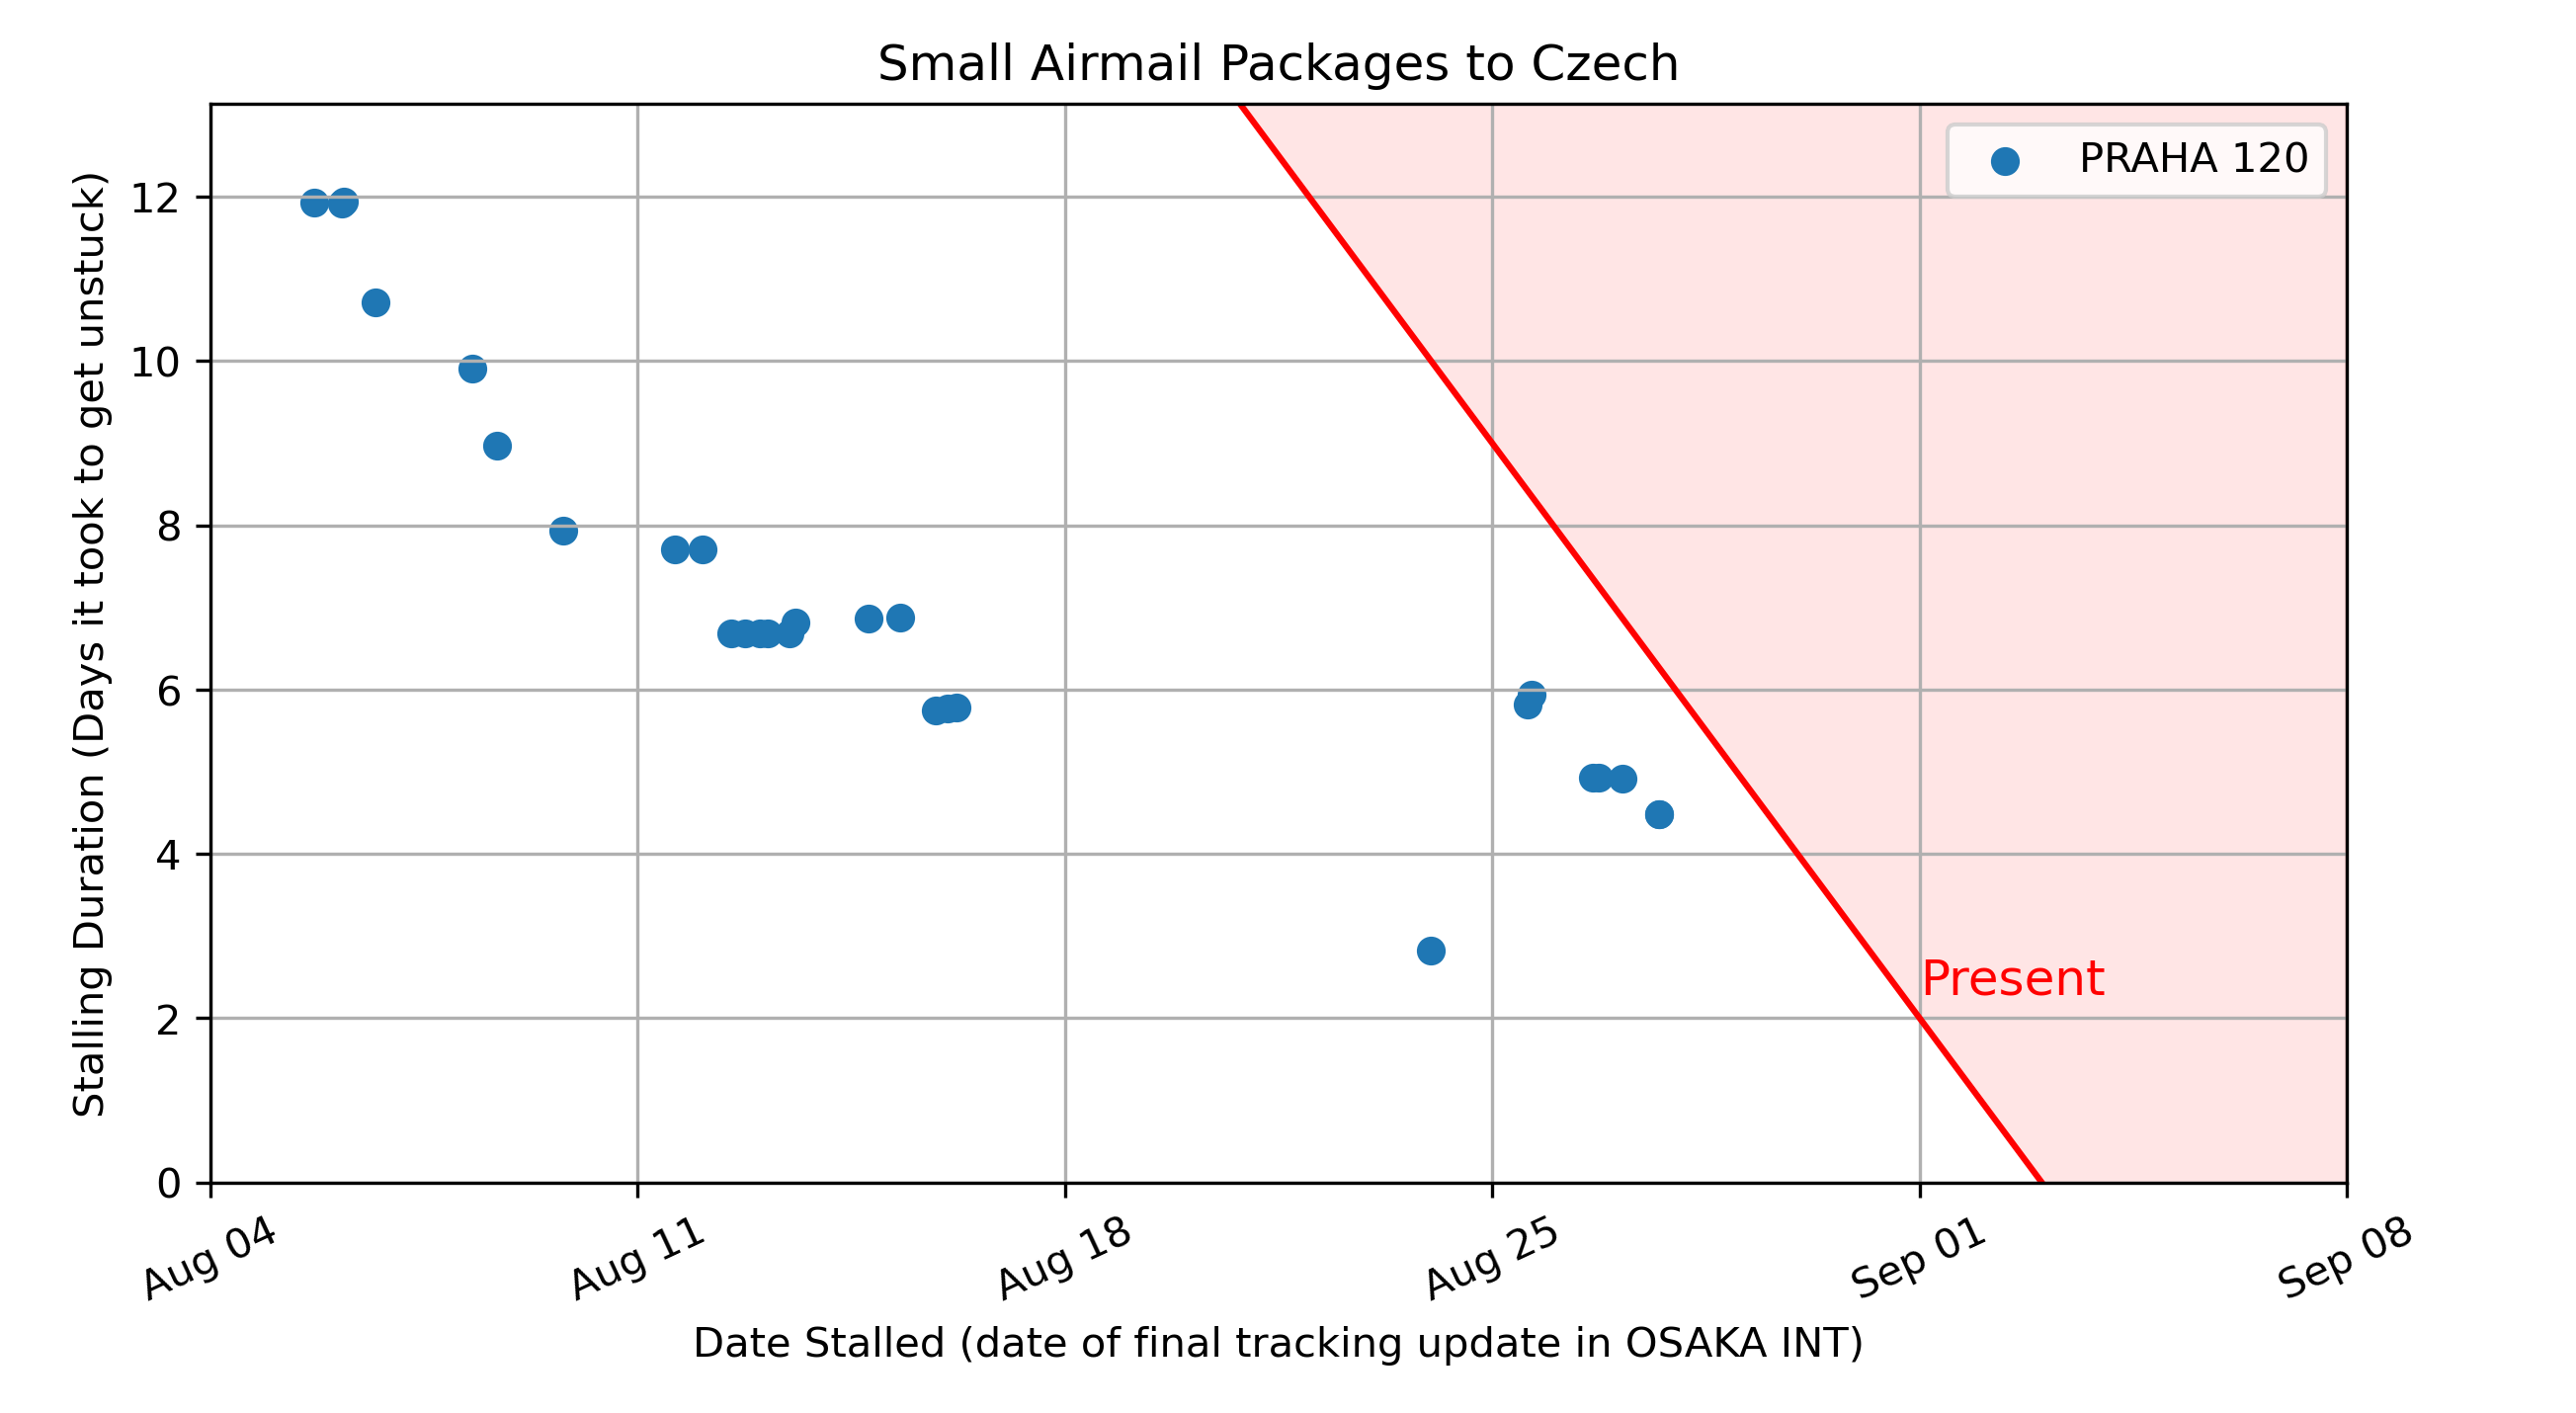 Small Airmail Packages to Czech
PRAHA 120
Stalling Duration (Days it took to get unstuck)
12
10
8
6
4
2
0
Present
Aug 04
Aug 11
Aug 18
Aug 25
Sep 01
Sep 08
Date Stalled (date of final tracking update in OSAKA INT)